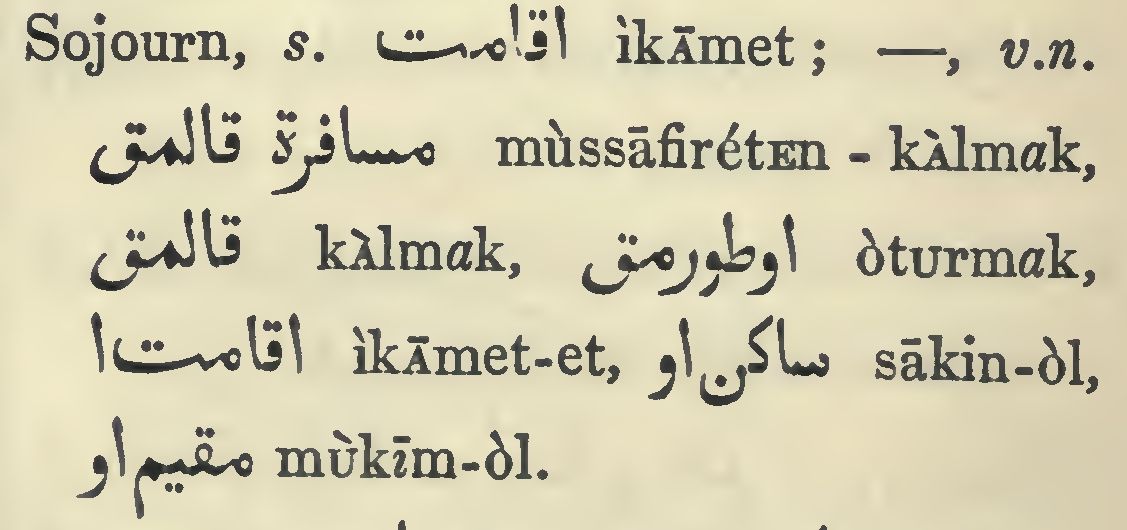 Sojourn, s. اقامت ìkĀmet ; —, v.n.
مسافرة قالمق mùssāfirétEn - kÀlmak,
قالمق kÀlmak, اوطورمق òtUrmak,
اقامت ا ìkĀmet-et, ساكن او sākin-òl,
مقيم او mÙkīm-òl.